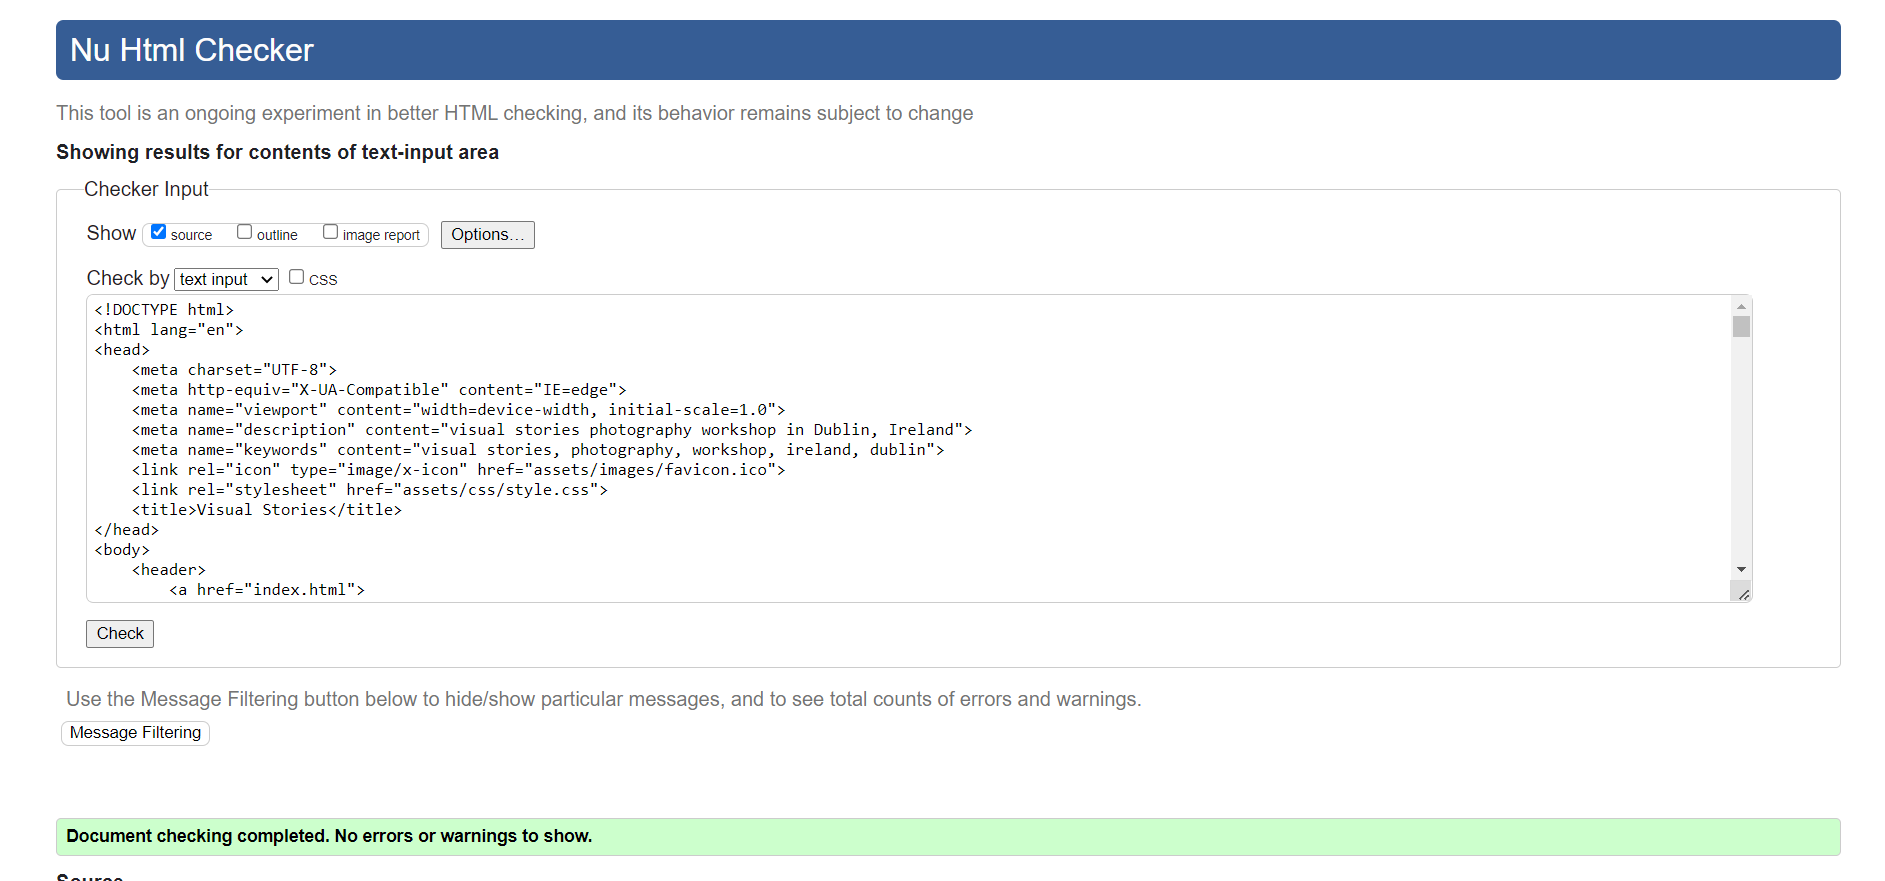 Nu Html Checker
This tool is an ongoing experiment in better HTML checking, and its behavior remains subject to change
Showing results for contents of text-input area
Checker Input
Show source outline image report Options...
Check by text input CSS
<!DOCTYPE html>
<html lang="en">
<head>
    <meta charset="UTF-8">
    <meta http-equiv="X-UA-Compatible" content="IE=edge">
    <meta name="viewport" content="width=device-width, initial-scale=1.0">
    <meta name="description" content="visual stories photography workshop in Dublin, Ireland">
    <meta name="keywords" content="visual stories, photography, workshop, ireland, dublin">
    <link rel="icon" type="image/x-icon" href="assets/images/favicon.ico">
    <link rel="stylesheet" href="assets/css/style.css">
    <title>Visual Stories</title>
</head>
<body>
    <header>
        <a href="index.html">
Check
Use the Message Filtering button below to hide/show particular messages, and to see total counts of errors and warnings.
Message Filtering
Document checking completed. No errors or warnings to show.
Source